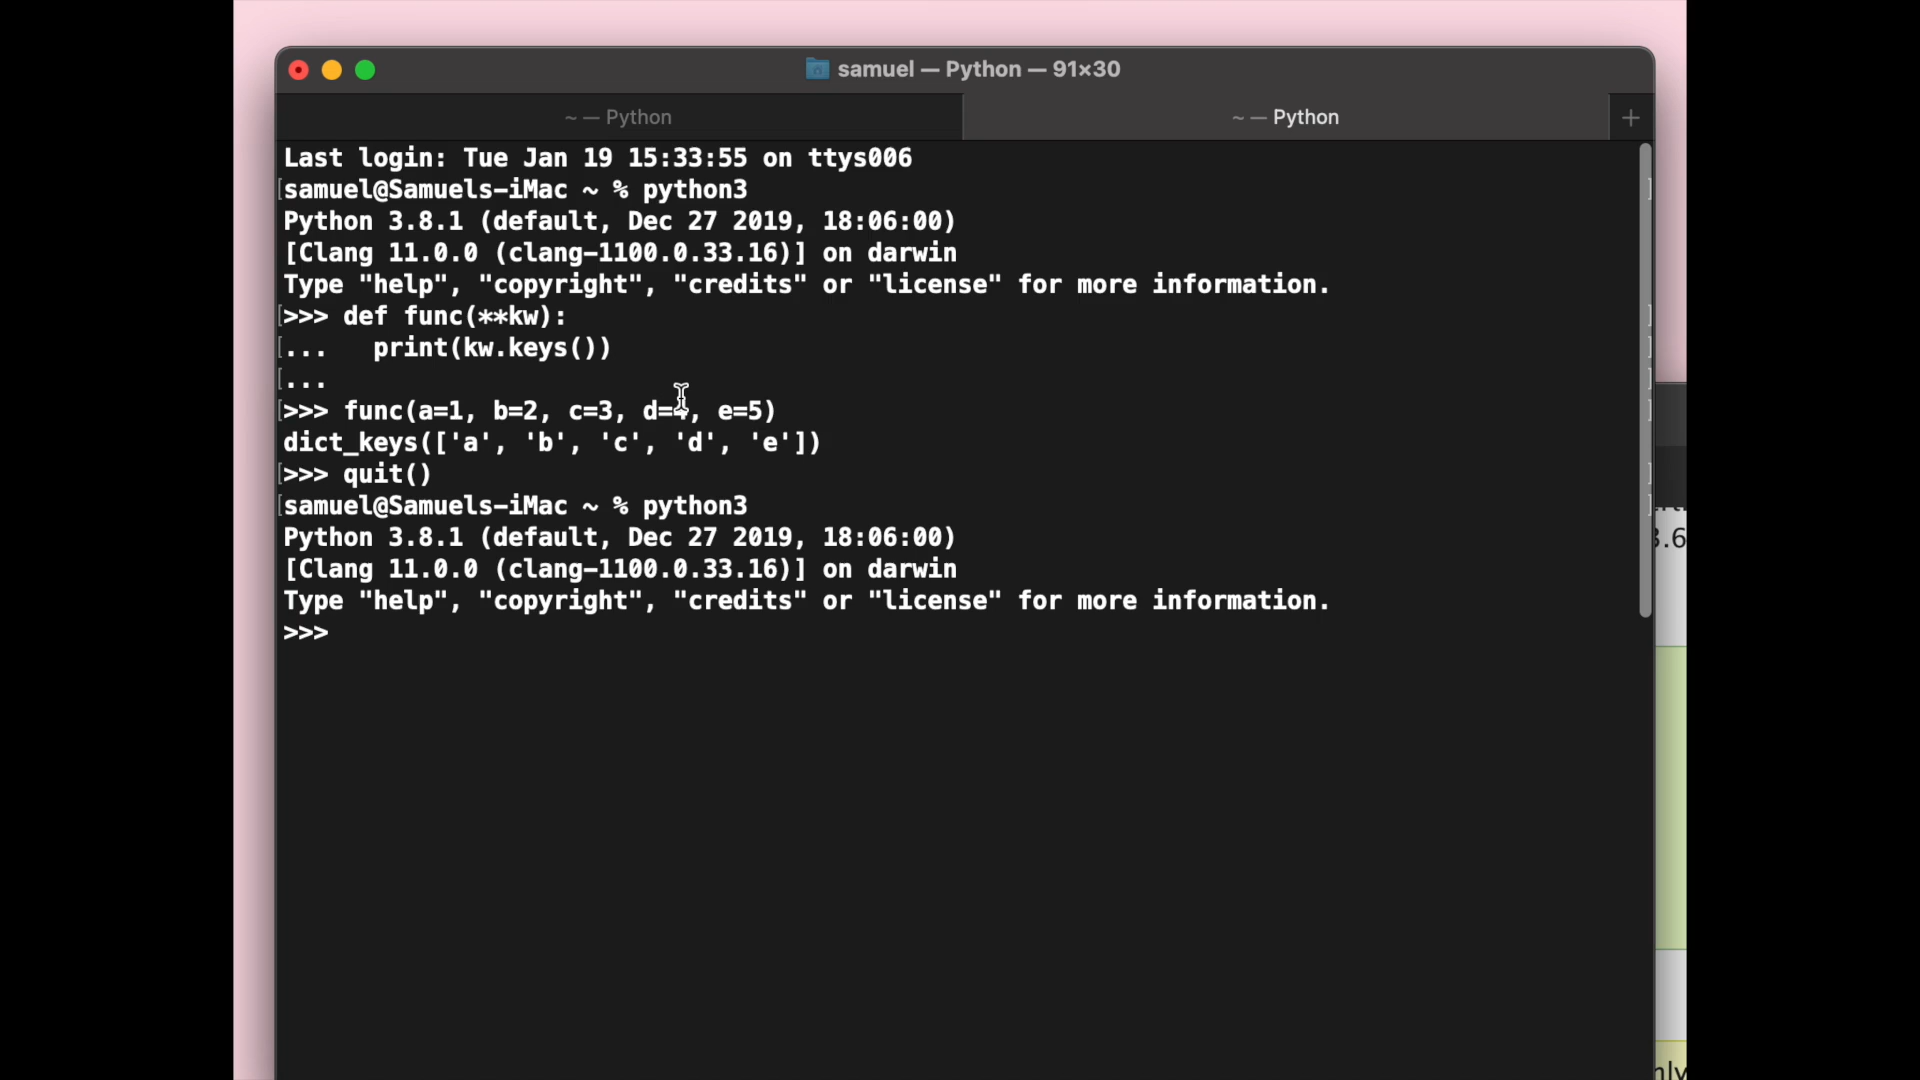 samuel — Python — 91×30
~ — Python
~ — Python
+
Last login: Tue Jan 19 15:33:55 on ttys006
[samuel@Samuels-iMac ~ % python3 ]
Python 3.8.1 (default, Dec 27 2019, 18:06:00)
[Clang 11.0.0 (clang-1100.0.33.16)] on darwin
Type "help", "copyright", "credits" or "license" for more information.
[>>> def func(**kw): ]
[...   print(kw.keys()) ]
[... ]
[>>> func(a=1, b=2, c=3, d=4, e=5) ]
dict_keys(['a', 'b', 'c', 'd', 'e'])
[>>> quit() ]
[samuel@Samuels-iMac ~ % python3 ]
Python 3.8.1 (default, Dec 27 2019, 18:06:00)
[Clang 11.0.0 (clang-1100.0.33.16)] on darwin
Type "help", "copyright", "credits" or "license" for more information.
>>>